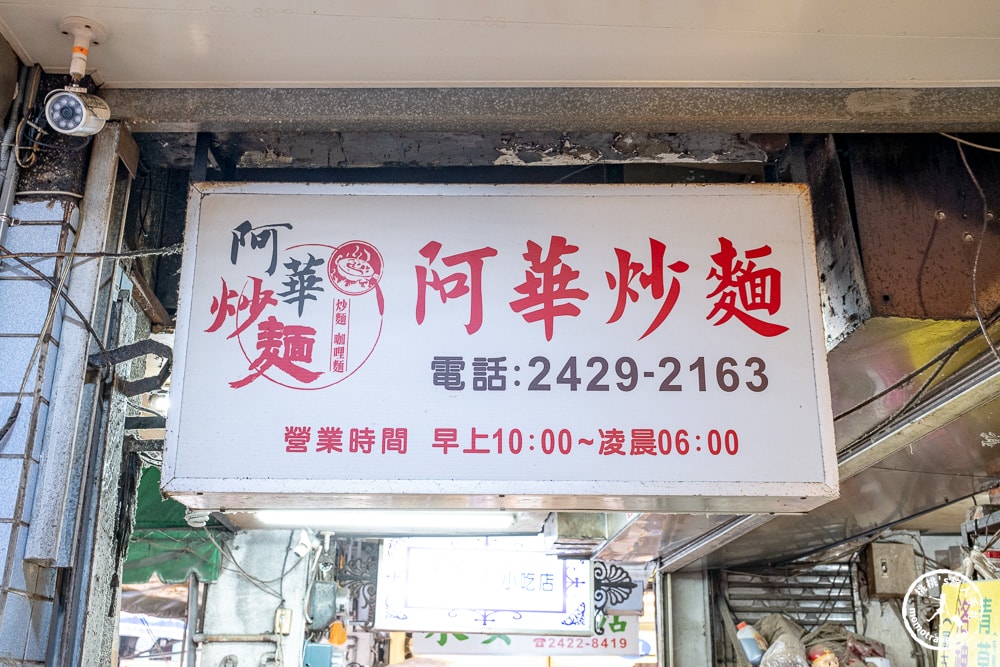 阿華炒麵
炒麵 咖哩麵
阿華炒麵
電話:2429-2163
營業時間 早上10:00~凌晨06:00
小吃店
☎2422-8419